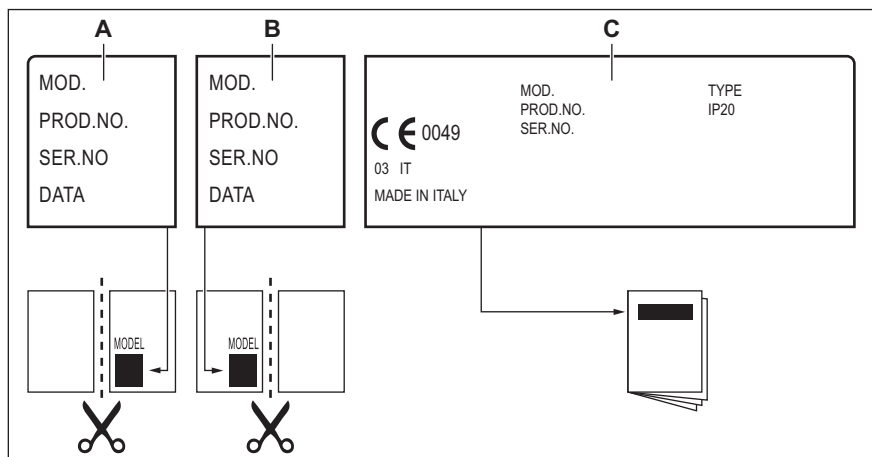 A
B
C
MOD.
PROD.NO.
SER.NO
DATA
MOD.
PROD.NO.
SER.NO
DATA
MOD.
PROD.NO.
SER.NO.
TYPE
IP20
CE 0049
03 IT
MADE IN ITALY
MODEL
MODEL